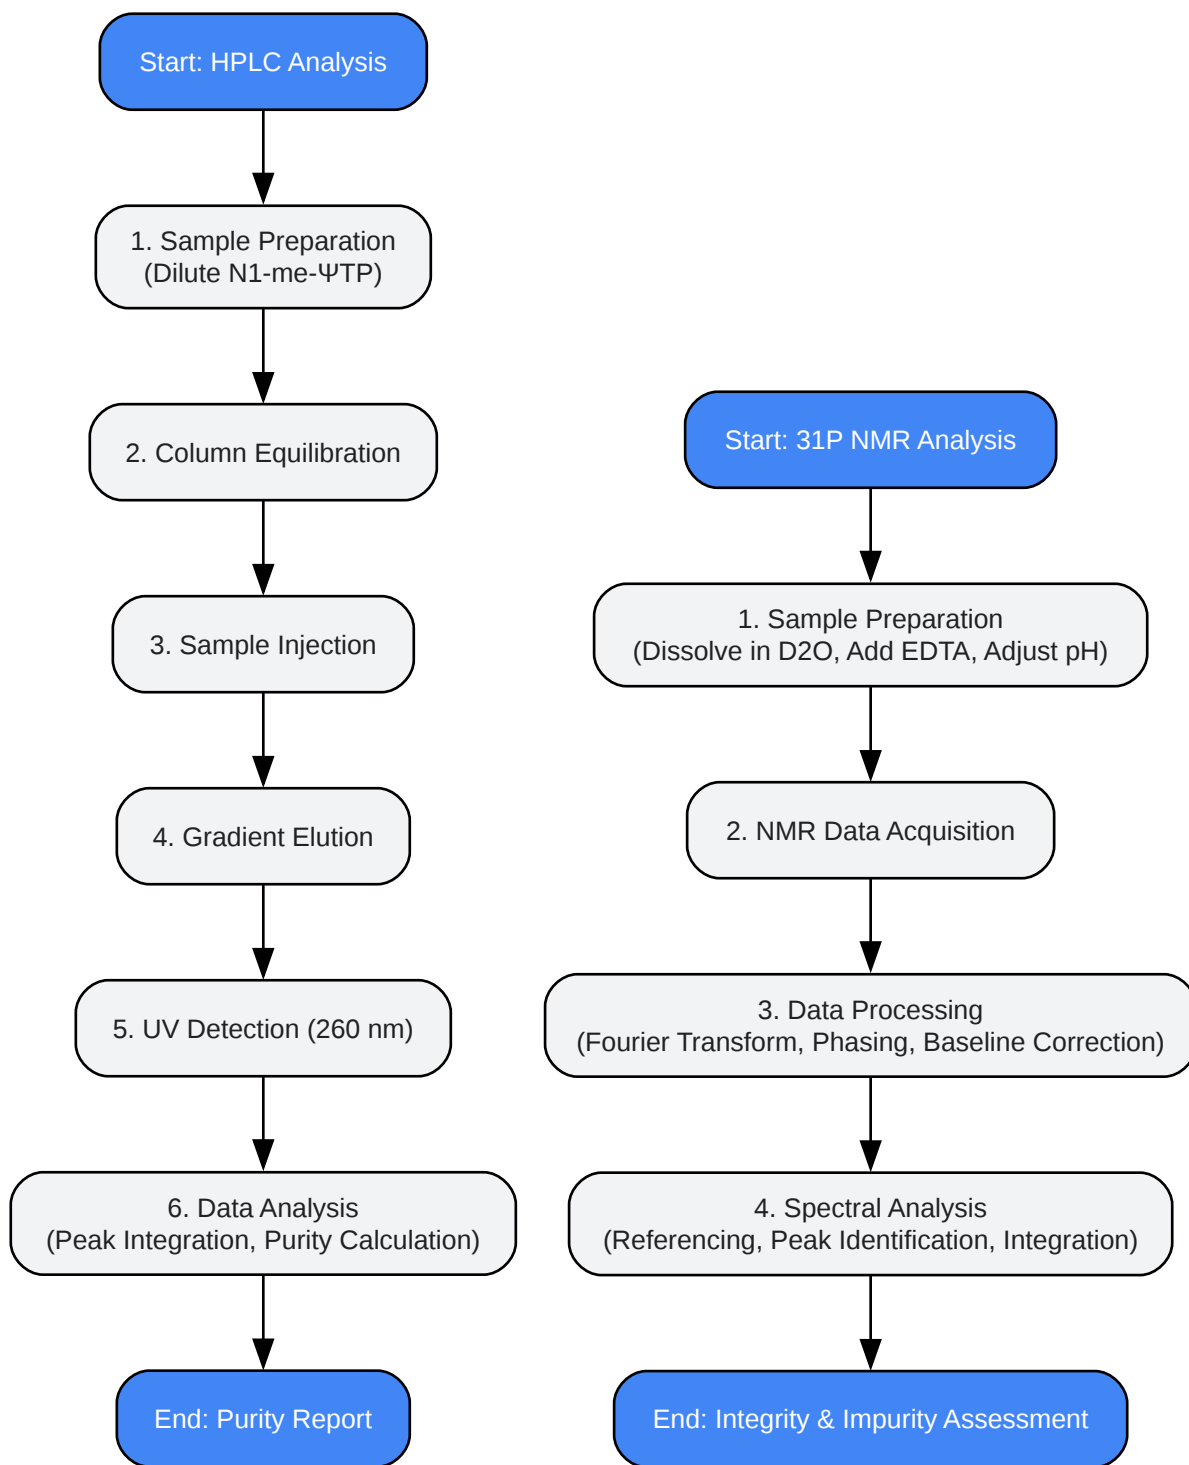 Start: HPLC Analysis
1. Sample Preparation
(Dilute N1-me-ΨTP)
2. Column Equilibration
3. Sample Injection
4. Gradient Elution
5. UV Detection (260 nm)
6. Data Analysis
(Peak Integration, Purity Calculation)
End: Purity Report
Start: 31P NMR Analysis
1. Sample Preparation
(Dissolve in D2O, Add EDTA, Adjust pH)
2. NMR Data Acquisition
3. Data Processing
(Fourier Transform, Phasing, Baseline Correction)
4. Spectral Analysis
(Referencing, Peak Identification, Integration)
End: Integrity & Impurity Assessment